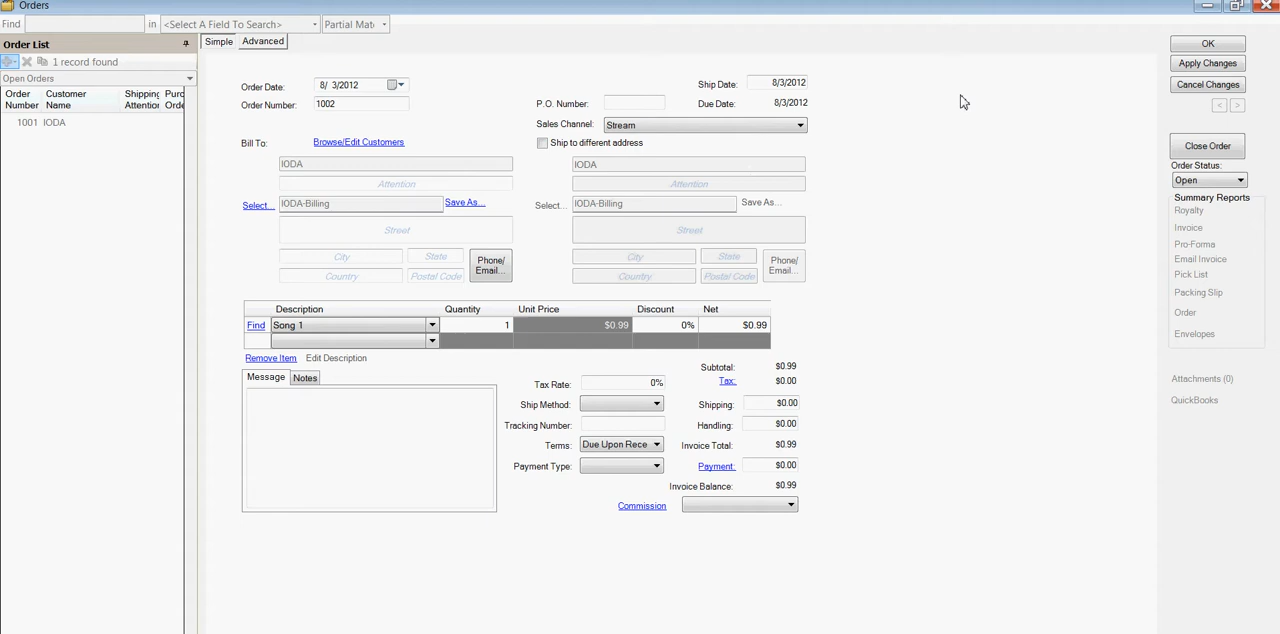 Orders
Find in <Select A Field To Search> Partial Mat
Order List
Simple Advanced
1 record found
Open Orders
Order Number Customer Name Shipping Attention Purc Orde
1001 IODA
Order Date: 8/ 3/2012
Order Number: 1002
Ship Date: 8/3/2012
P.O. Number: Due Date: 8/3/2012
Sales Channel: Stream
Bill To: Browse/Edit Customers
Ship to different address
IODA
Attention
Select... IODA-Billing Save As...
Street
City State
Country Postal Code
Phone/ Email...
IODA
Attention
Select... IODA-Billing Save As...
Street
City State
Country Postal Code
Phone/ Email...
Description Quantity Unit Price Discount Net
Find Song 1 1 $0.99 0% $0.99
Remove Item Edit Description
Message Notes
Tax Rate: 0%
Ship Method:
Tracking Number:
Terms: Due Upon Rece
Payment Type:
Subtotal: $0.99
Tax: $0.00
Shipping: $0.00
Handling: $0.00
Invoice Total: $0.99
Payment: $0.00
Invoice Balance: $0.99
Commission
OK
Apply Changes
Cancel Changes
< >
Close Order
Order Status:
Open
Summary Reports
Royalty
Invoice
Pro-Forma
Email Invoice
Pick List
Packing Slip
Order
Envelopes
Attachments (0)
QuickBooks